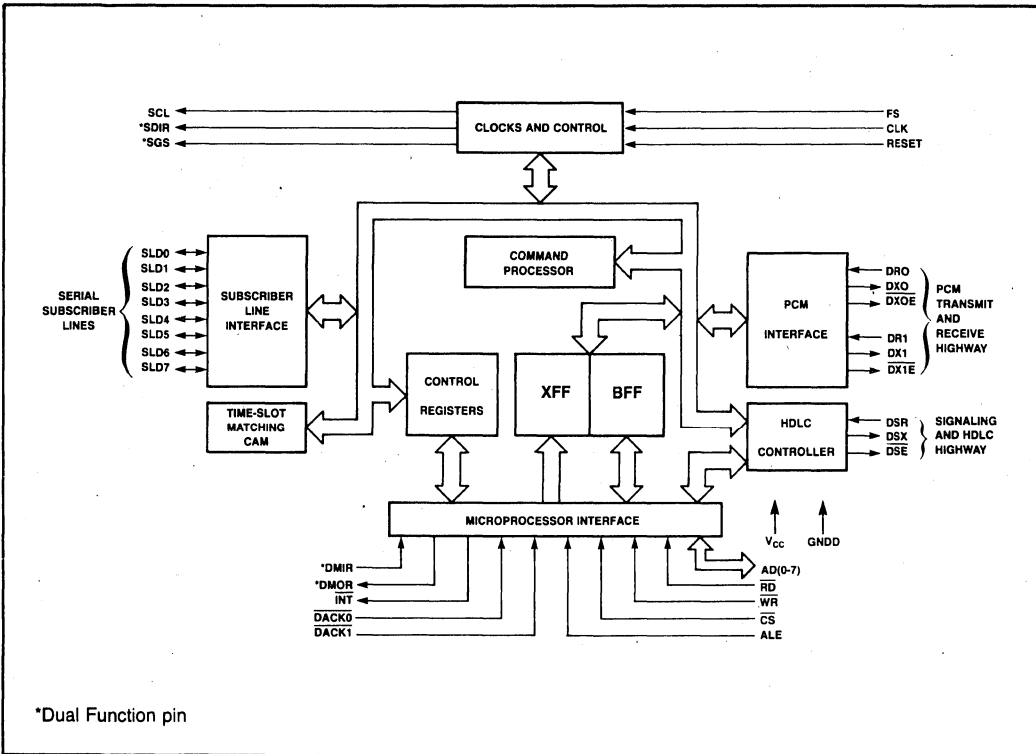 SCL
*SDIR
*SGS
CLOCKS AND CONTROL
FS
CLK
RESET
SERIAL
SUBSCRIBER
LINES
SLD0
SLD1
SLD2
SLD3
SLD4
SLD5
SLD6
SLD7
SUBSCRIBER
LINE
INTERFACE
COMMAND
PROCESSOR
PCM
INTERFACE
DRO
DXO
DXOE
DR1
DX1
DX1E
PCM
TRANSMIT
AND
RECEIVE
HIGHWAY
TIME-SLOT
MATCHING
CAM
CONTROL
REGISTERS
XFF
BFF
HDLC
CONTROLLER
DSR
DSX
DSE
SIGNALING
AND HDLC
HIGHWAY
MICROPROCESSOR INTERFACE
VCC
GNDD
*DMIR
*DMOR
INT
DACK0
DACK1
AD(0-7)
RD
WR
CS
ALE
*Dual Function pin